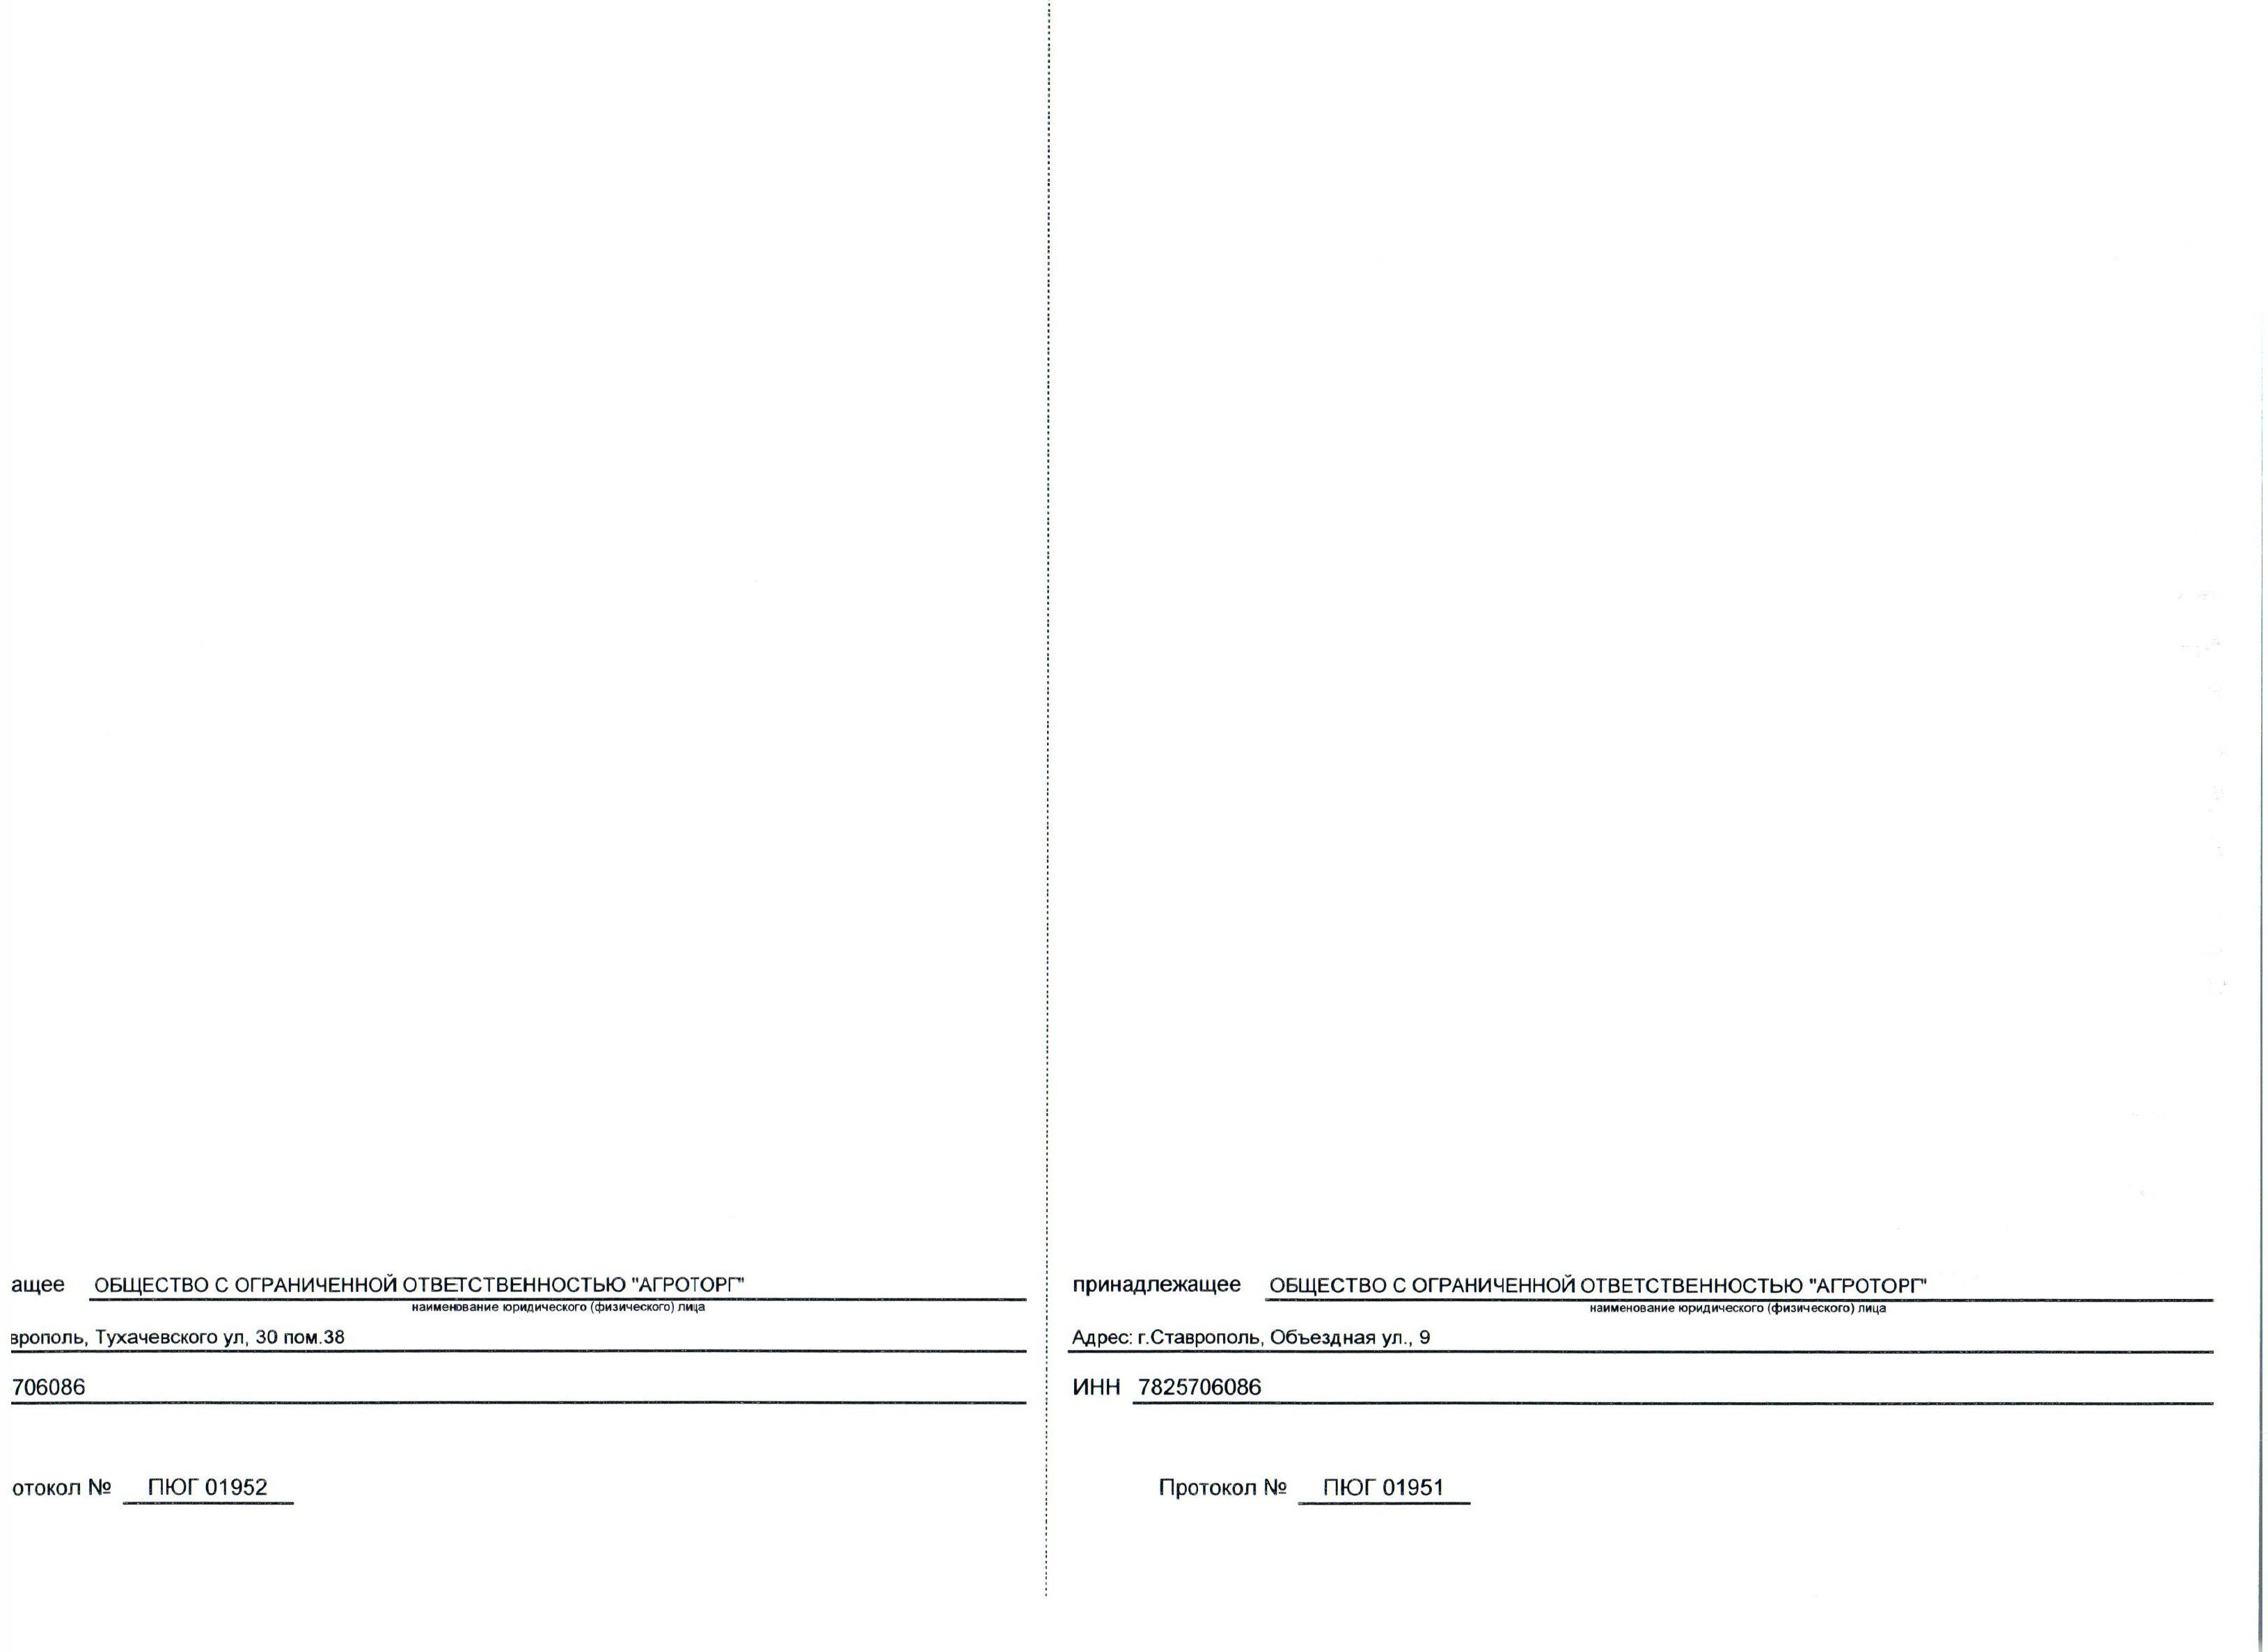 ащее ОБЩЕСТВО С ОГРАНИЧЕННОЙ ОТВЕТСТВЕННОСТЬЮ "АГРОТОРГ"
наименование юридического (физического) лица
врополь, Тухачевского ул, 30 пом.38
706086
отокол № ПЮГ 01952
принадлежащее ОБЩЕСТВО С ОГРАНИЧЕННОЙ ОТВЕТСТВЕННОСТЬЮ "АГРОТОРГ"
наименование юридического (физического) лица
Адрес: г.Ставрополь, Объездная ул., 9
ИНН 7825706086
Протокол № ПЮГ 01951